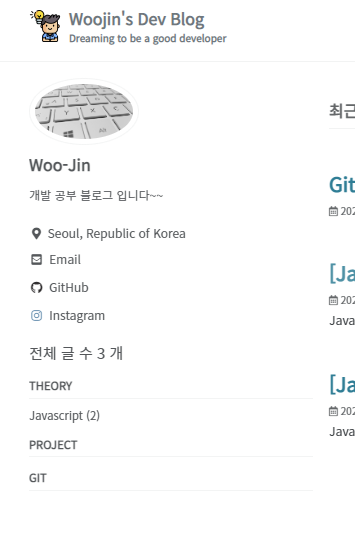 Woojin's Dev Blog
Dreaming to be a good developer
Woo-Jin
개발 공부 블로그 입니다~~
Seoul, Republic of Korea
Email
GitHub
Instagram
전체 글 수 3 개
THEORY
Javascript (2)
PROJECT
GIT
최근
Git
202
[Ja
202
Java
[Ja
202
Java